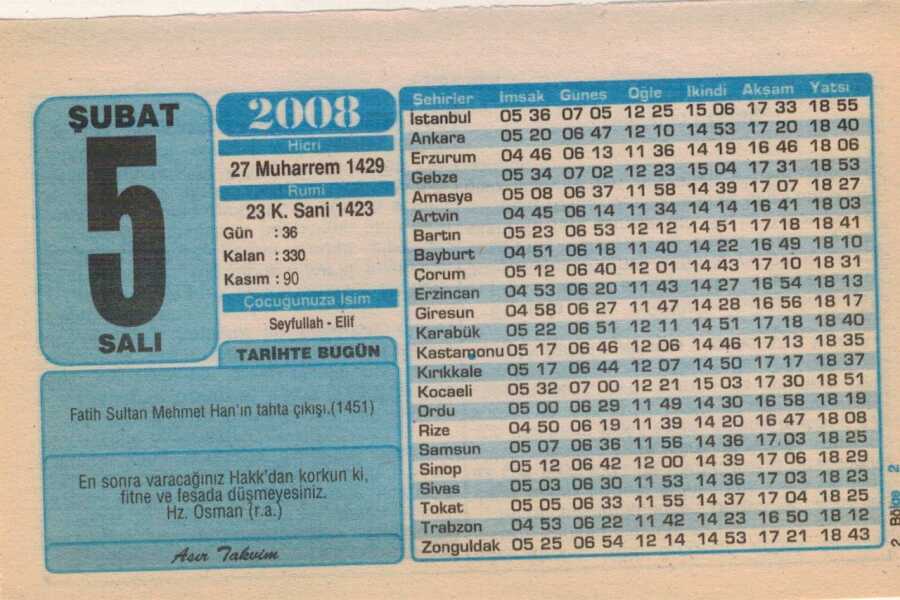 ŞUBAT
5
SALI
2008
Hicri
27 Muharrem 1429
Rumi
23 K. Sani 1423
Gün : 36
Kalan : 330
Kasım : 90
Çocuğunuza İsim
Seyfullah - Elif
TARİHTE BUGÜN
Fatih Sultan Mehmet Han'ın tahta çıkışı.(1451)
En sonra varacağınız Hakk'dan korkun ki,
fitne ve fesada düşmeyesiniz.
Hz. Osman (r.a.)
Asır Takvim
Şehirler İmsak Güneş Öğle İkindi Akşam Yatsı
İstanbul 05 36 07 05 12 25 15 06 17 33 18 55
Ankara 05 20 06 47 12 10 14 53 17 20 18 40
Erzurum 04 46 06 13 11 36 14 19 16 46 18 06
Gebze 05 34 07 02 12 23 15 04 17 31 18 53
Amasya 05 08 06 37 11 58 14 39 17 07 18 27
Artvin 04 45 06 14 11 34 14 14 16 41 18 03
Bartın 05 23 06 53 12 12 14 51 17 18 18 41
Bayburt 04 51 06 18 11 40 14 22 16 49 18 10
Çorum 05 12 06 40 12 01 14 43 17 10 18 31
Erzincan 04 53 06 20 11 43 14 27 16 54 18 13
Giresun 04 58 06 27 11 47 14 28 16 56 18 17
Karabük 05 22 06 51 12 11 14 51 17 18 18 40
Kastamonu 05 17 06 46 12 06 14 46 17 13 18 35
Kırıkkale 05 17 06 44 12 07 14 50 17 17 18 37
Kocaeli 05 32 07 00 12 21 15 03 17 30 18 51
Ordu 05 00 06 29 11 49 14 30 16 58 18 19
Rize 04 50 06 19 11 39 14 20 16 47 18 08
Samsun 05 07 06 36 11 56 14 36 17 03 18 25
Sinop 05 12 06 42 12 00 14 39 17 06 18 29
Sivas 05 03 06 30 11 53 14 36 17 03 18 23
Tokat 05 05 06 33 11 55 14 37 17 04 18 25
Trabzon 04 53 06 22 11 42 14 23 16 50 18 12
Zonguldak 05 25 06 54 12 14 14 53 17 21 18 43
2. Bölge 2.